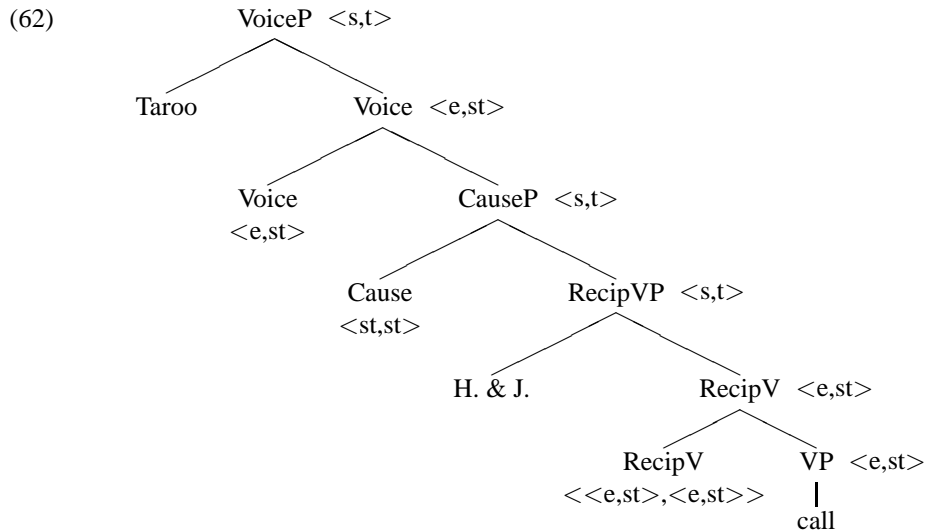 (62) VoiceP <s,t>
Taroo Voice <e,st>
Voice CauseP <s,t>
<e,st>
Cause RecipVP <s,t>
<st,st>
H. & J. RecipV <e,st>
RecipV VP <e,st>
<<e,st>,<e,st>>
call